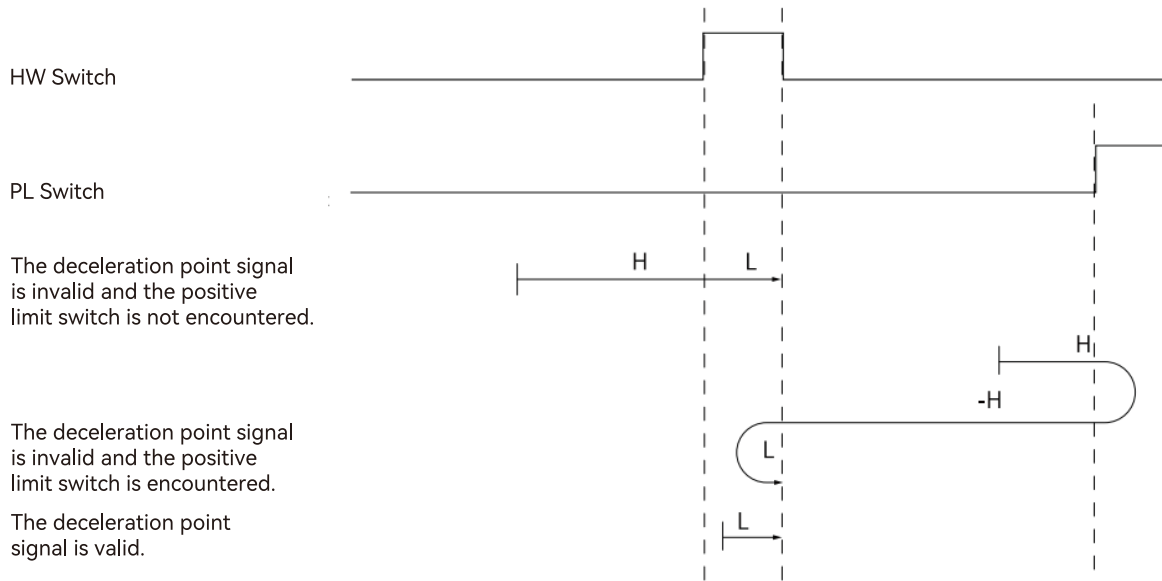 HW Switch
PL Switch
The deceleration point signal
is invalid and the positive
limit switch is not encountered.
H
L
H
-H
The deceleration point signal
is invalid and the positive
limit switch is encountered.
L
The deceleration point
signal is valid.
L